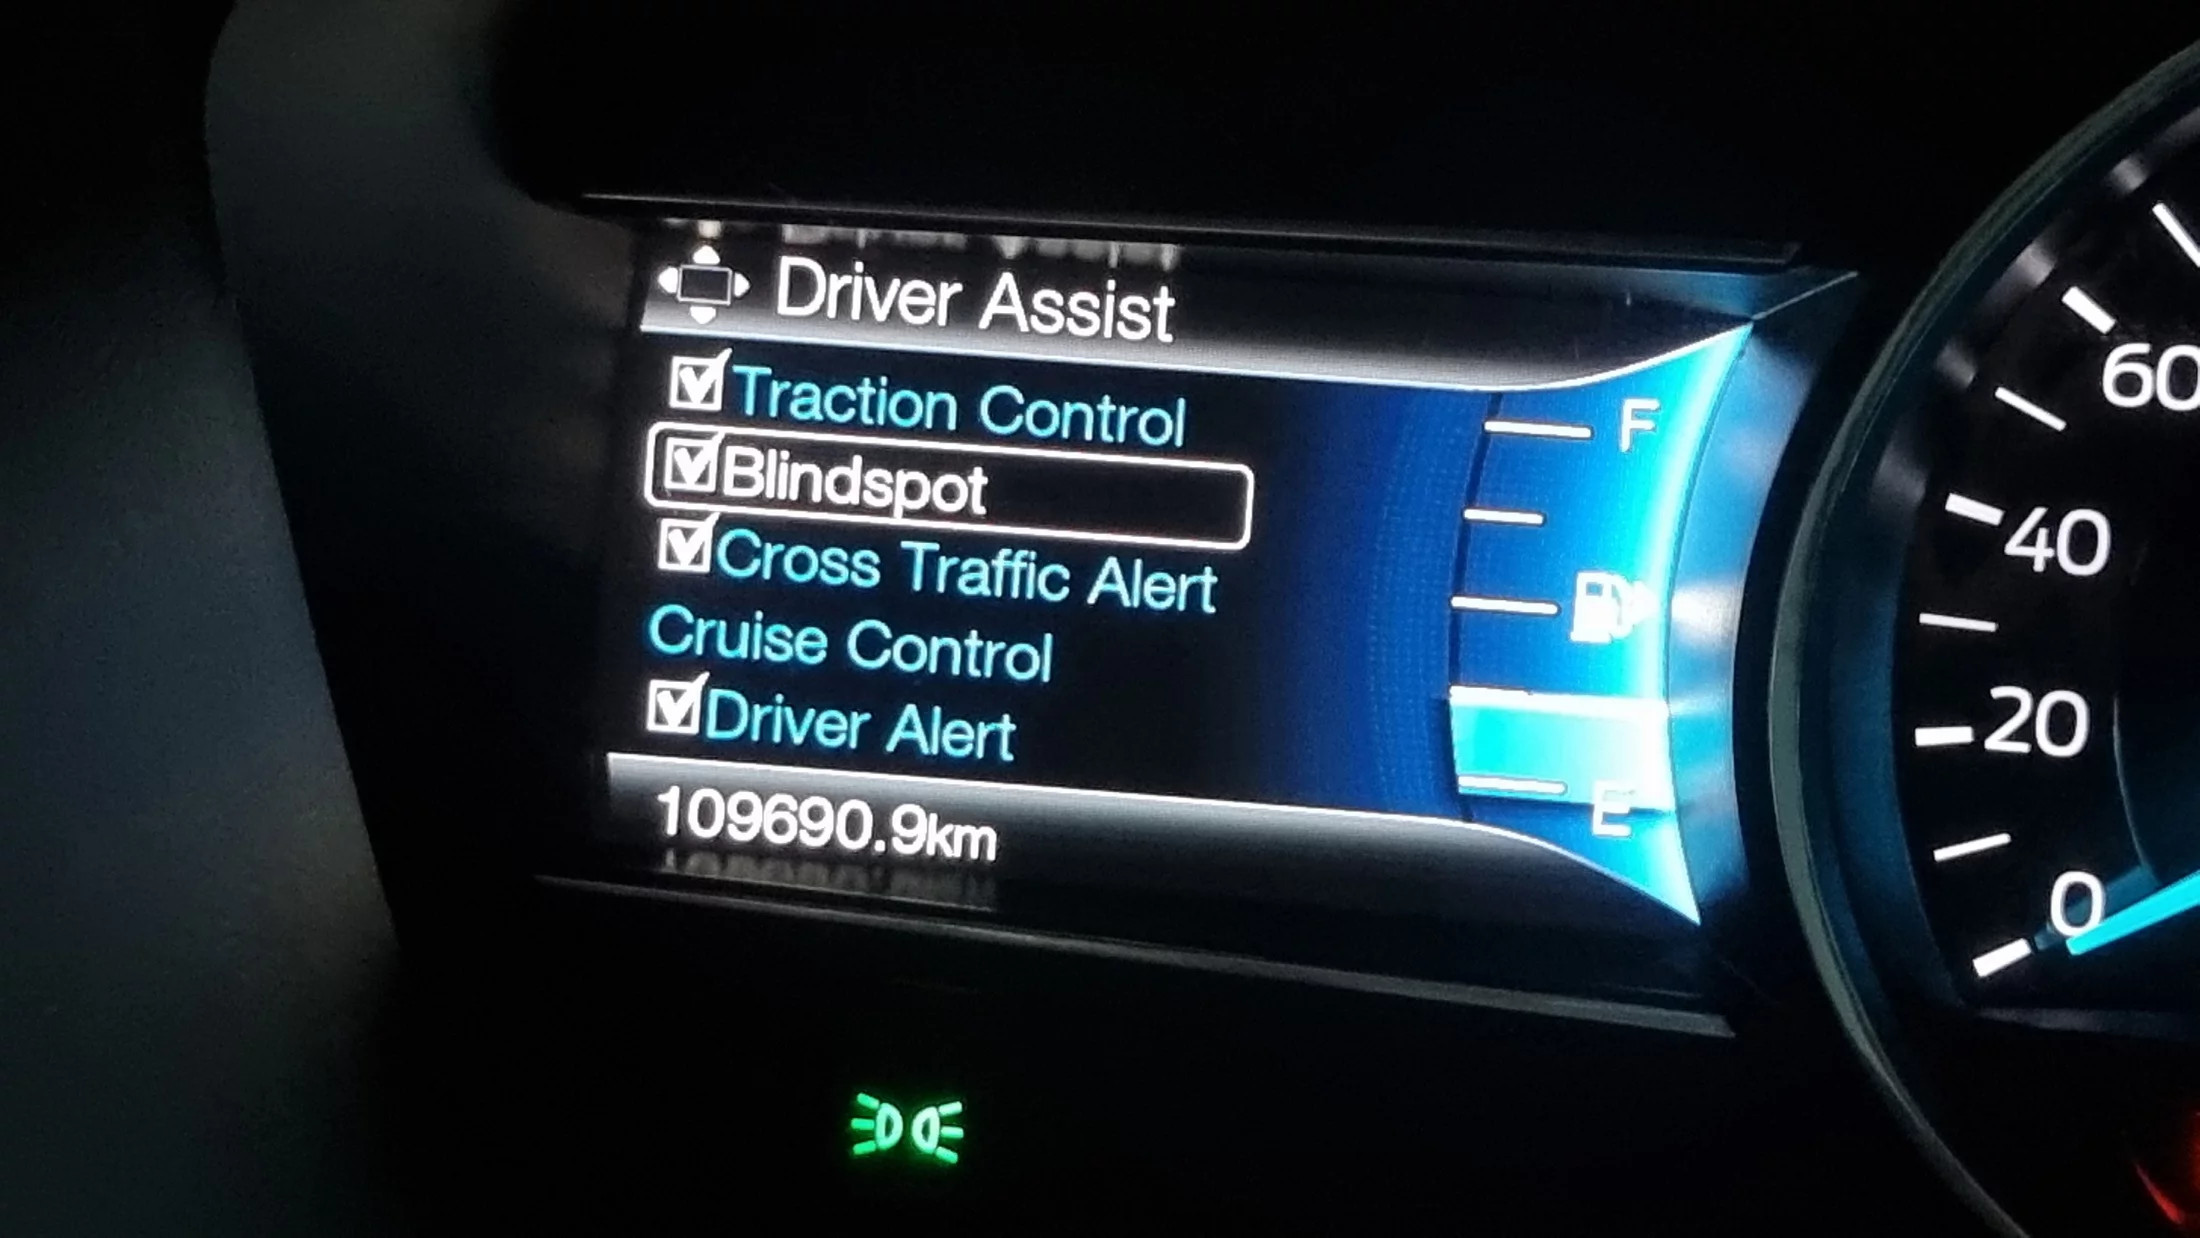 Driver Assist
Traction Control
Blindspot
Cross Traffic Alert
Cruise Control
Driver Alert
109690.9km
F
E
60
40
20
0